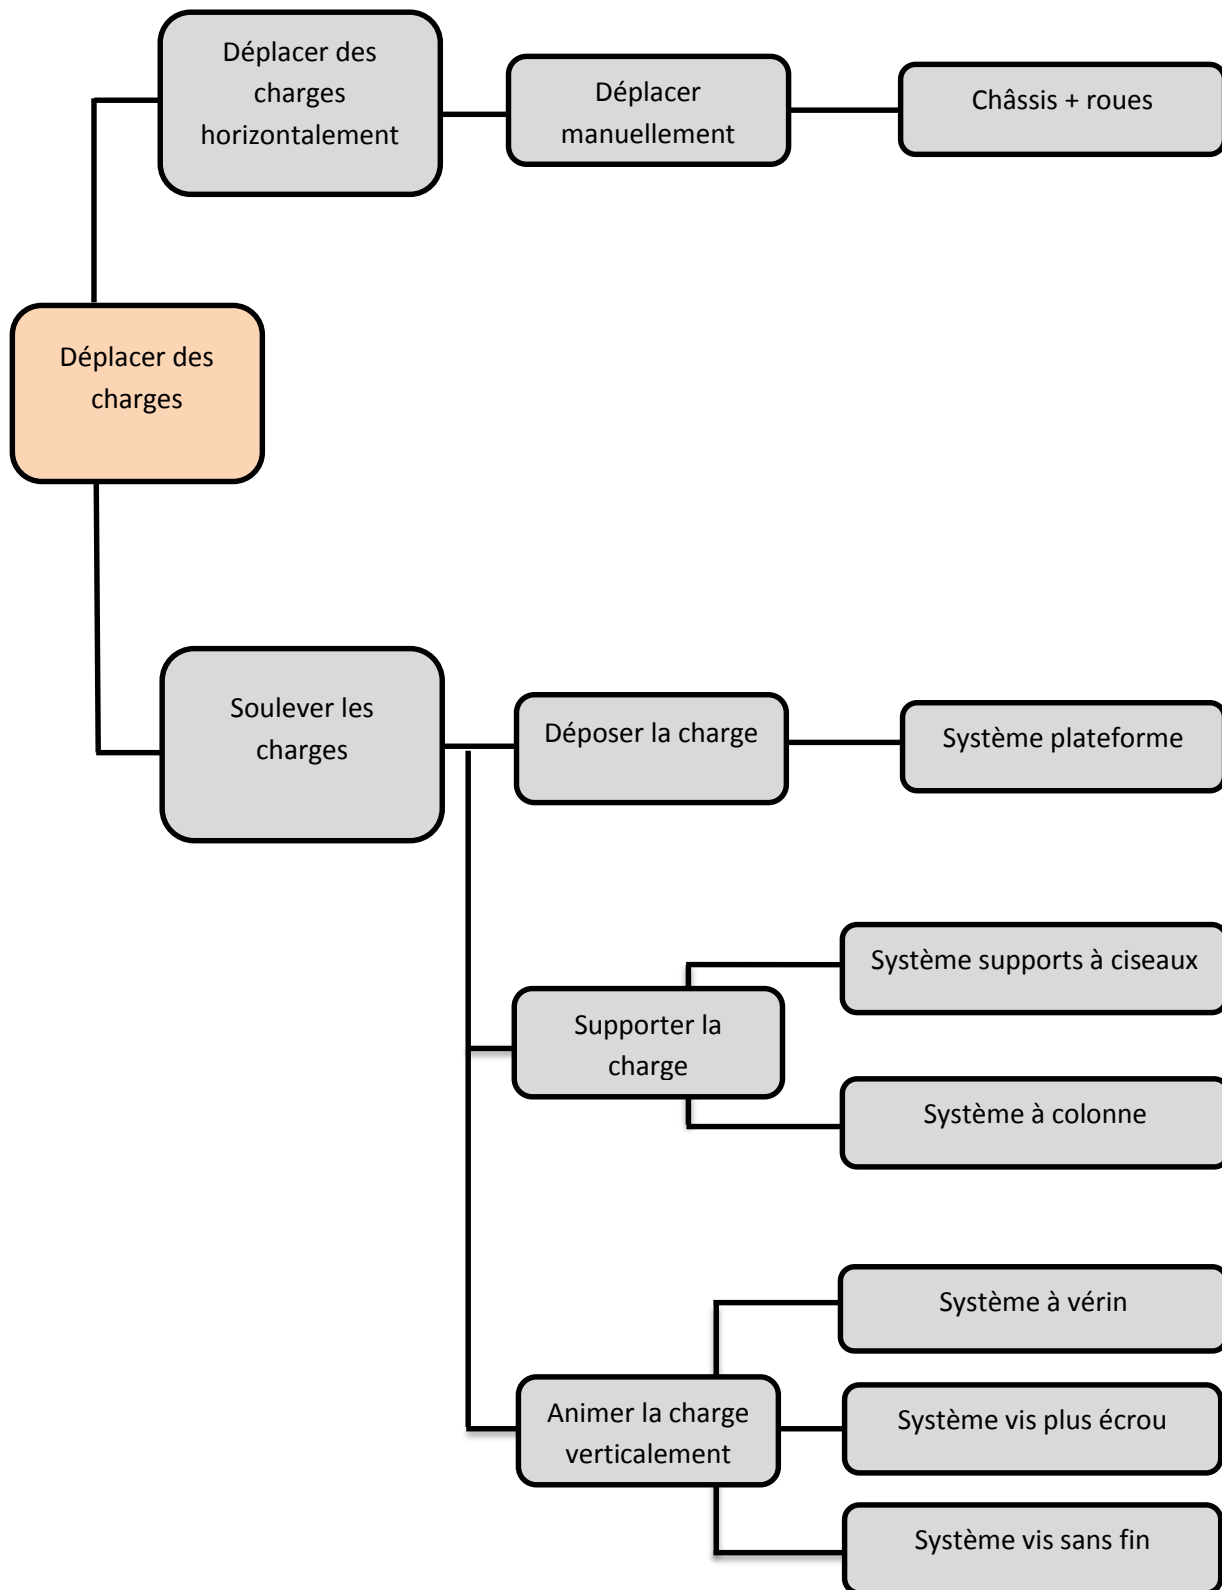 Déplacer des
charges
horizontalement
Déplacer
manuellement
Châssis + roues
Déplacer des
charges
Soulever les
charges
Déposer la charge
Système plateforme
Supporter la
charge
Système supports à ciseaux
Système à colonne
Animer la charge
verticalement
Système à vérin
Système vis plus écrou
Système vis sans fin